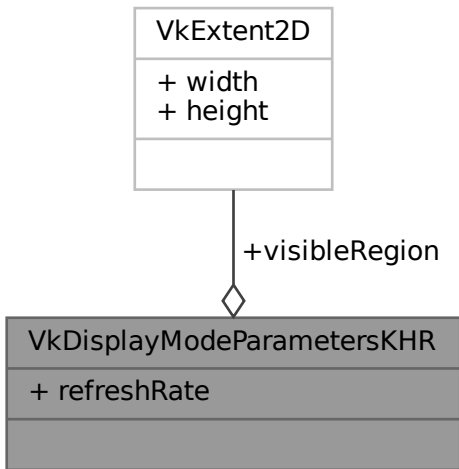 VkExtent2D
+ width
+ height
+visibleRegion
VkDisplayModeParametersKHR
+ refreshRate